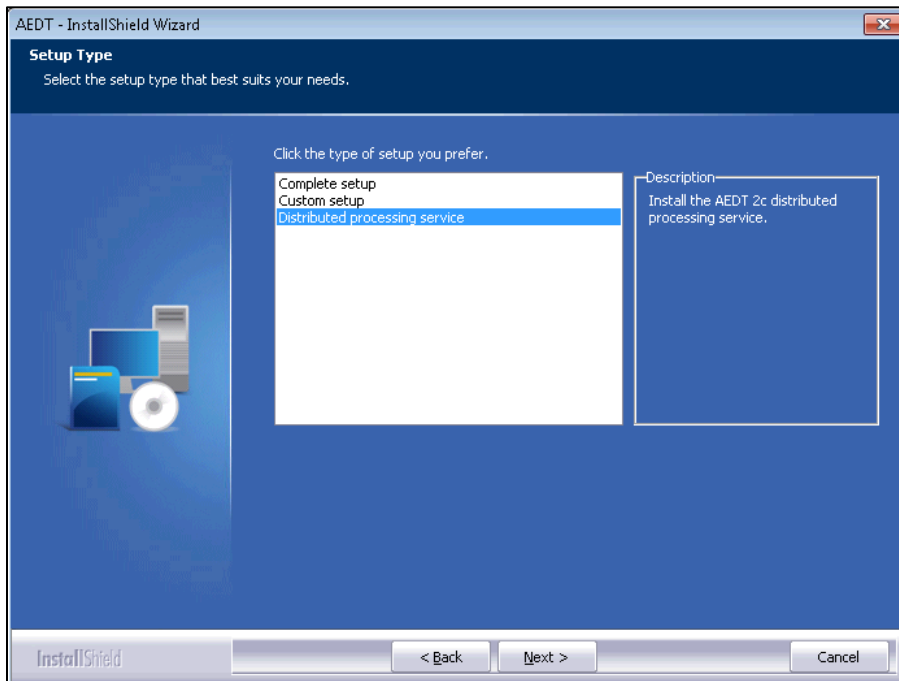 AEDT - InstallShield Wizard
Setup Type
Select the setup type that best suits your needs.
Click the type of setup you prefer.
Complete setup
Custom setup
Distributed processing service
Description
Install the AEDT 2c distributed
processing service.
InstallShield
< Back
Next >
Cancel